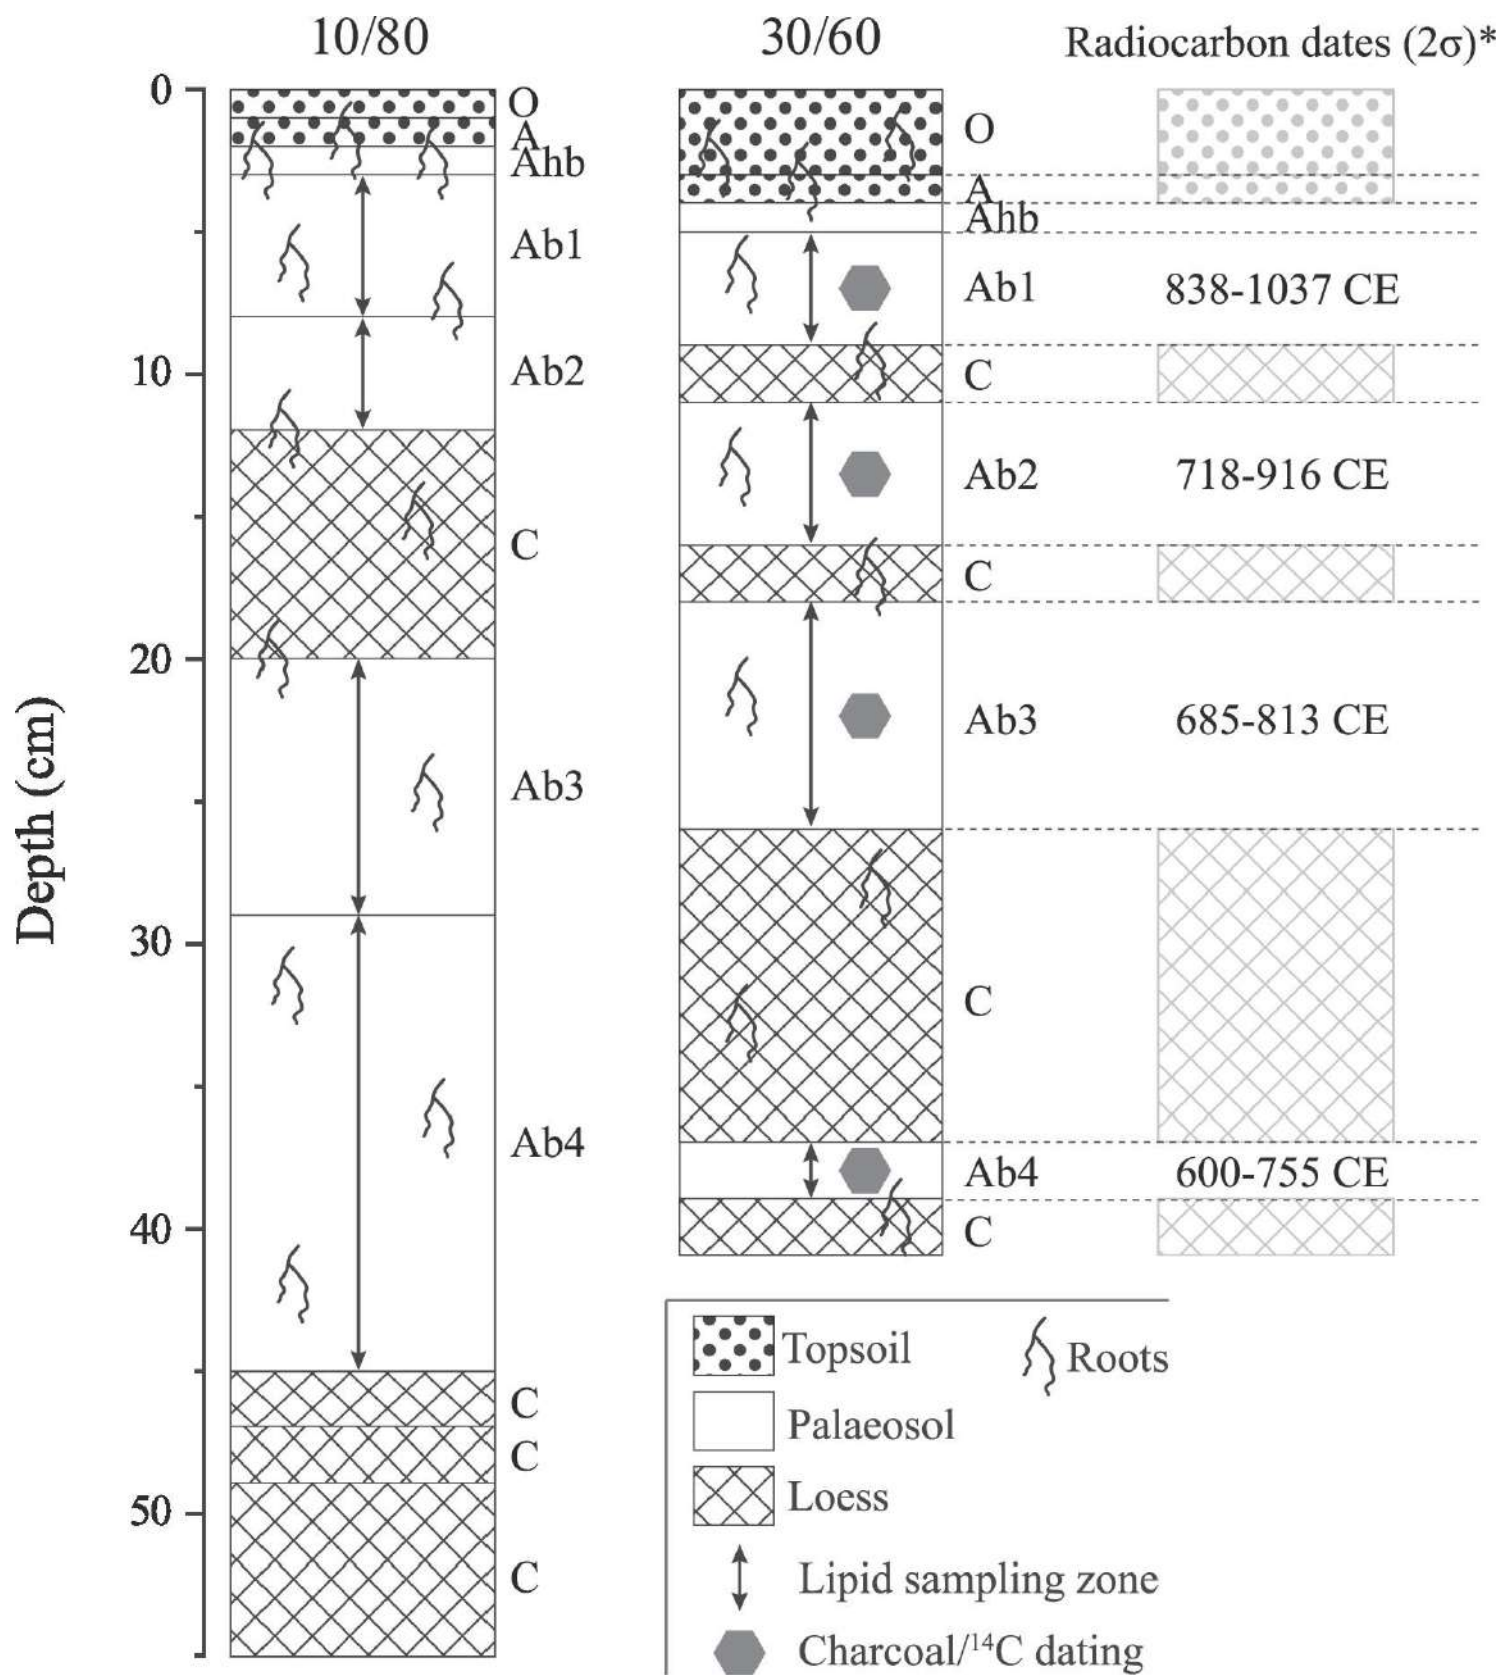 10/80
30/60
Radiocarbon dates (2σ)*
Depth (cm)
0
10
20
30
40
50
O
A
Ahb
Ab1
Ab2
C
Ab3
Ab4
C
C
C
O
A
Ahb
Ab1
838-1037 CE
C
Ab2
718-916 CE
C
Ab3
685-813 CE
C
Ab4
600-755 CE
C
Topsoil
Roots
Palaeosol
Loess
Lipid sampling zone
Charcoal/¹⁴C dating